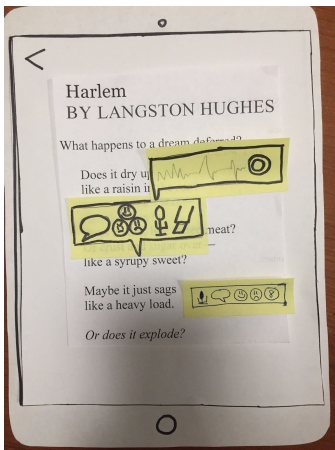 Harlem
BY LANGSTON HUGHES
What happens to a dream deferred?
Does it dry up
like a raisin in
meat?
like a syrupy sweet?
Maybe it just sags
like a heavy load.
Or does it explode?